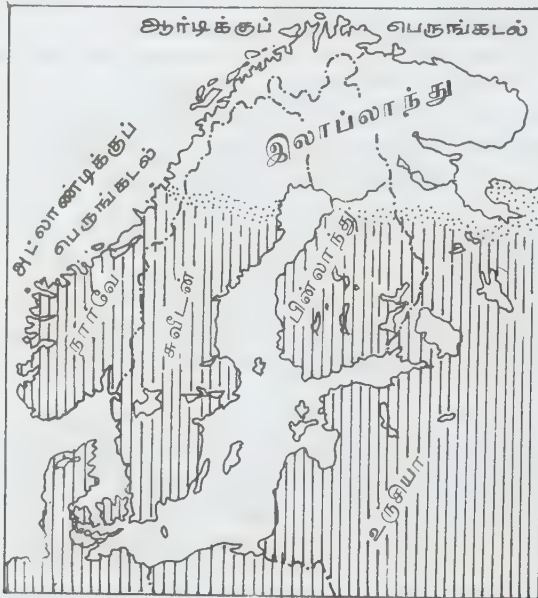 ஆர்டிக்குப் பெருங்கடல்
இலாப்லாந்து
அட்லாண்டிக்குப்
பெருங்கடல்
நார்வே
சுவீடன்
பின்லாந்து
உருசியா